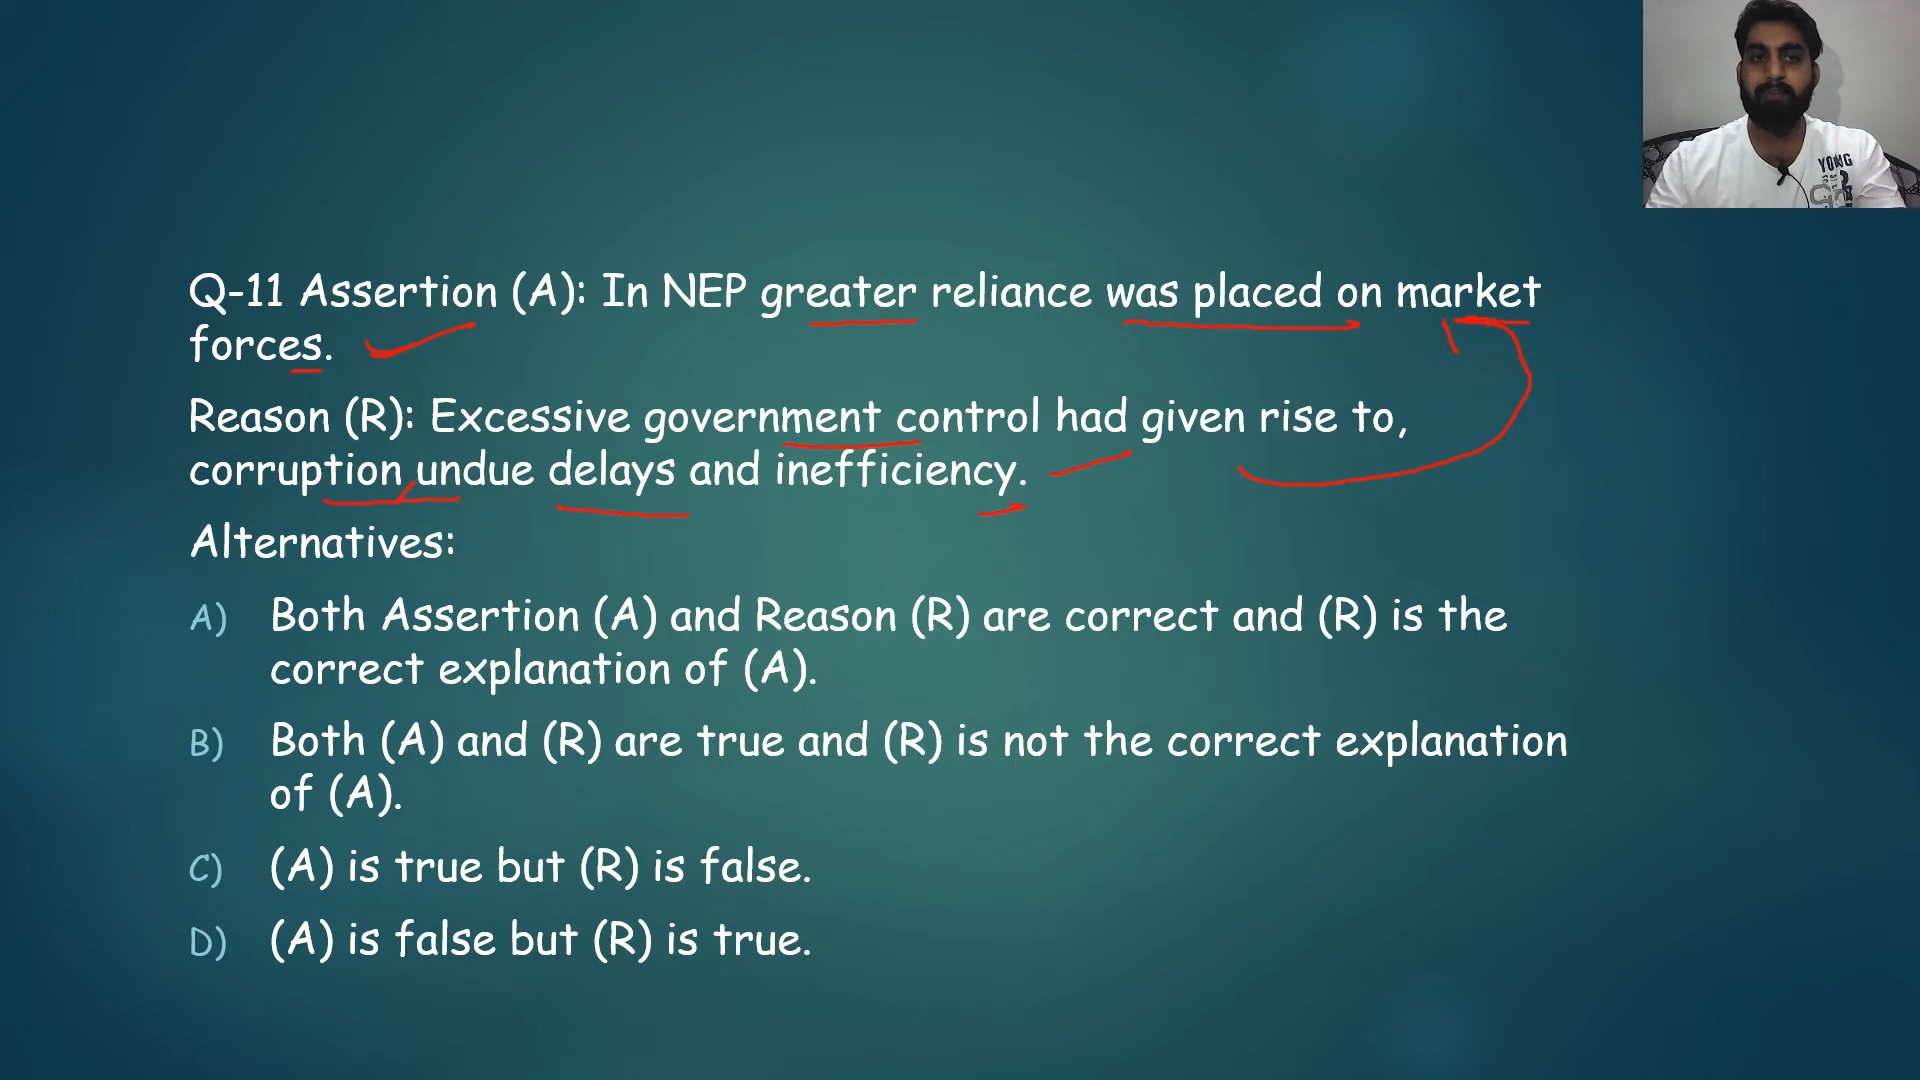 YOUNG
Q-11 Assertion (A): In NEP greater reliance was placed on market
forces.
Reason (R): Excessive government control had given rise to,
corruption undue delays and inefficiency.
Alternatives:
A) Both Assertion (A) and Reason (R) are correct and (R) is the
correct explanation of (A).
B) Both (A) and (R) are true and (R) is not the correct explanation
of (A).
C) (A) is true but (R) is false.
D) (A) is false but (R) is true.